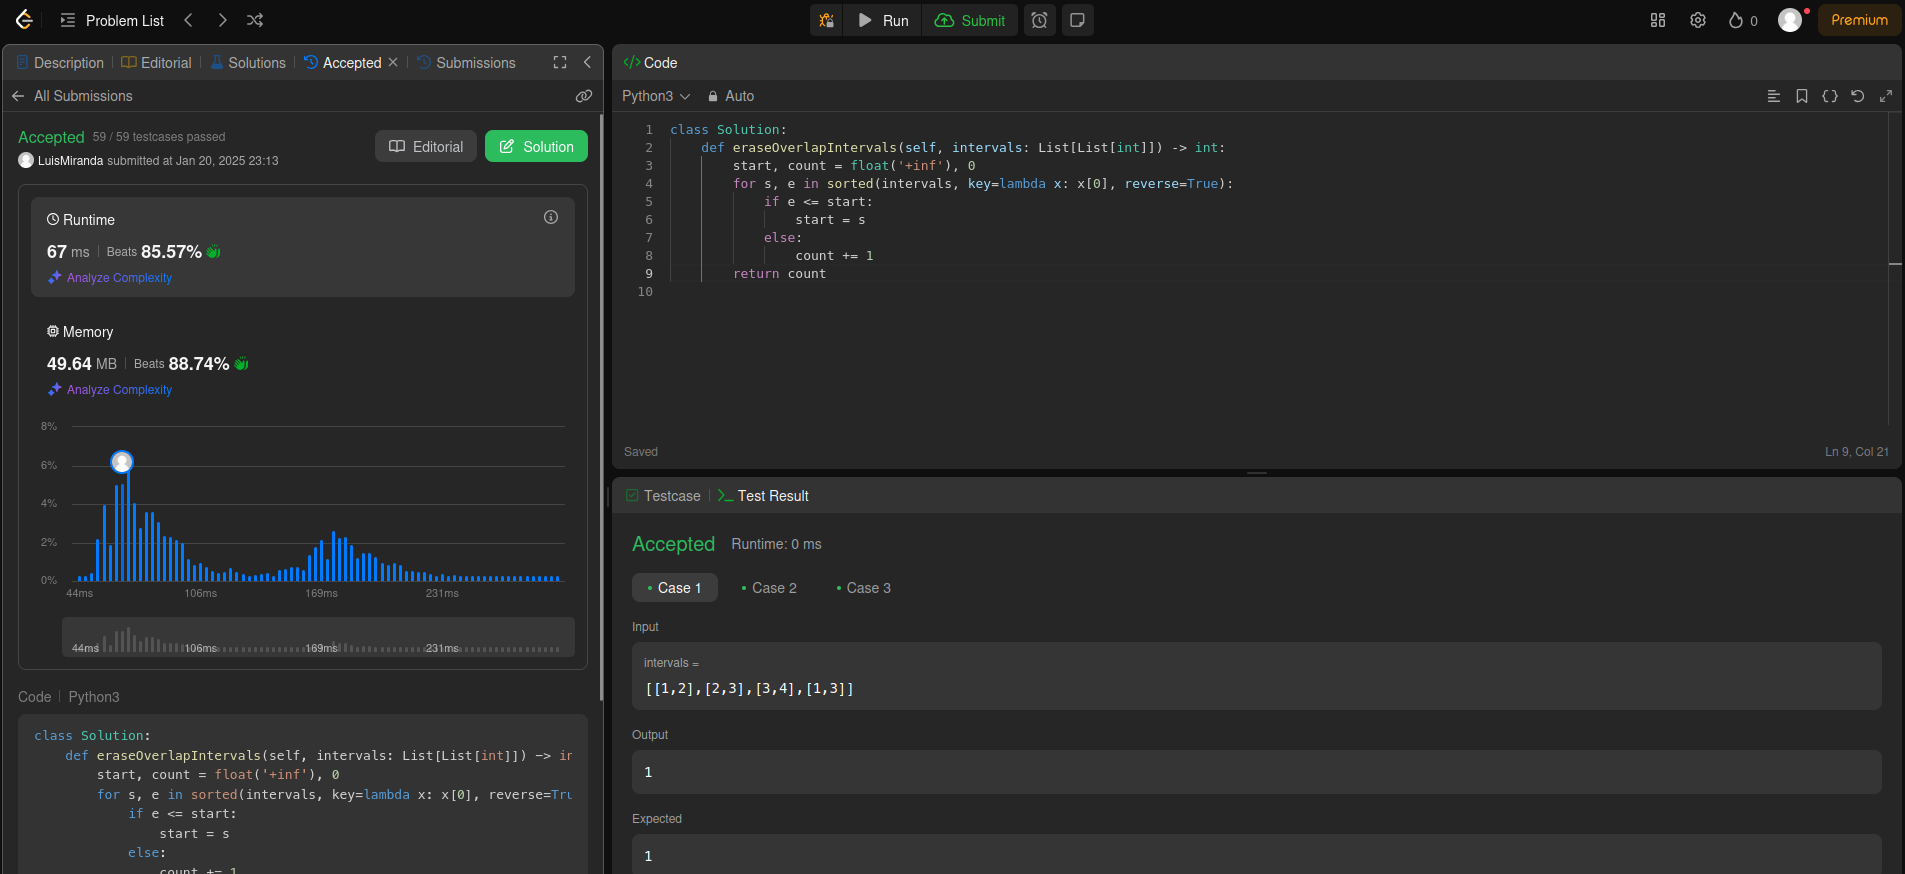 Problem List
Run
Submit
0
Premium
Description
Editorial
Solutions
Accepted
Submissions
All Submissions
Accepted 59 / 59 testcases passed
LuisMiranda submitted at Jan 20, 2025 23:13
Editorial
Solution
Runtime
67 ms Beats 85.57%
Analyze Complexity
Memory
49.64 MB Beats 88.74%
Analyze Complexity
8%
6%
4%
2%
0%
44ms 106ms 169ms 231ms
44ms 106ms 169ms 231ms
Code Python3
class Solution:
    def eraseOverlapIntervals(self, intervals: List[List[int]]) -> in
        start, count = float('+inf'), 0
        for s, e in sorted(intervals, key=lambda x: x[0], reverse=Tru
            if e <= start:
                start = s
            else:
                count += 1
</> Code
Python3
Auto
1 class Solution:
2     def eraseOverlapIntervals(self, intervals: List[List[int]]) -> int:
3         start, count = float('+inf'), 0
4         for s, e in sorted(intervals, key=lambda x: x[0], reverse=True):
5             if e <= start:
6                 start = s
7             else:
8                 count += 1
9         return count
10
Saved
Ln 9, Col 21
Testcase
Test Result
Accepted Runtime: 0 ms
Case 1
Case 2
Case 3
Input
intervals =
[[1,2],[2,3],[3,4],[1,3]]
Output
1
Expected
1